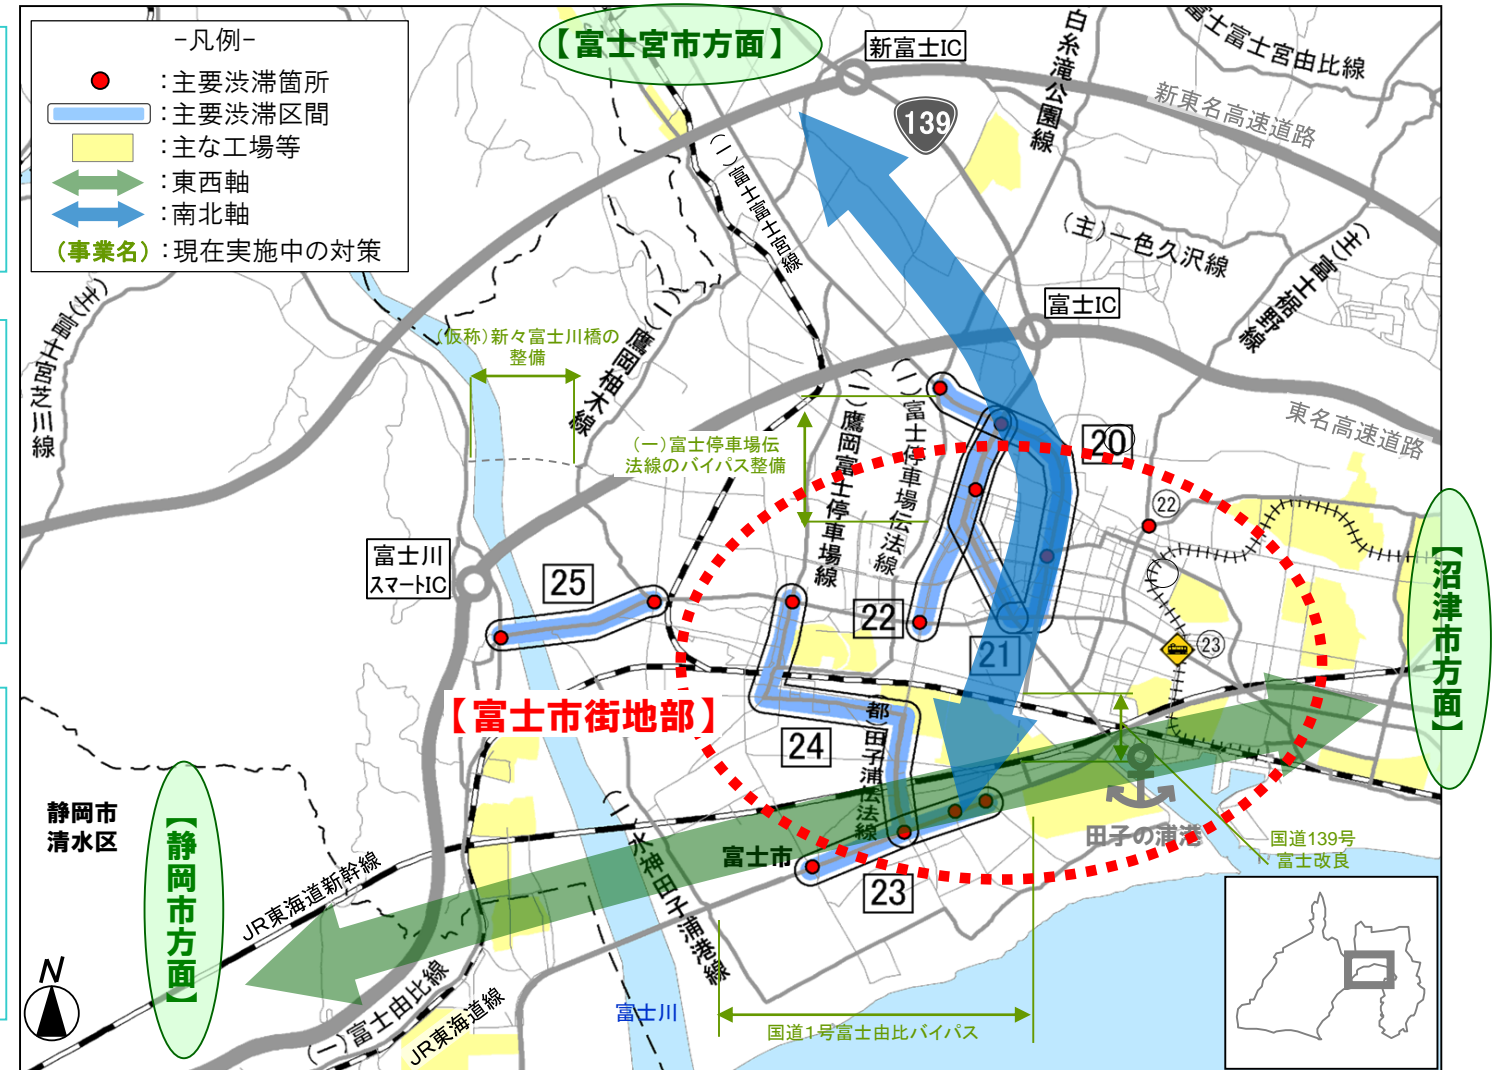 -凡例-
：主要渋滞箇所
：主要渋滞区間
：主な工場等
：東西軸
：南北軸
（事業名）：現在実施中の対策
【富士宮市方面】
新富士IC
139
白糸滝公園線
富士富士宮由比線
新東名高速道路
(一)富士富士宮線
(主)一色久沢線
(主)富士裾野線
富士IC
東名高速道路
(主)富士宮芝川線
(仮称)新々富士川橋の
整備
(一)鷹岡柚木線
(一)富士停車場伝
法線のバイパス整備
(一)鷹岡富士停車場線
(一)富士停車場伝法線
20
22
富士川
スマートIC
25
22
21
23
【沼津市方面】
【富士市街地部】
24
(都)田子浦伝法線
静岡市
清水区
【静岡市方面】
JR東海道新幹線
(一)水神田子浦港線
富士市
23
田子の浦港
国道139号
富士改良
N
(一)富士由比線
JR東海道線
富士川
国道1号富士由比バイパス